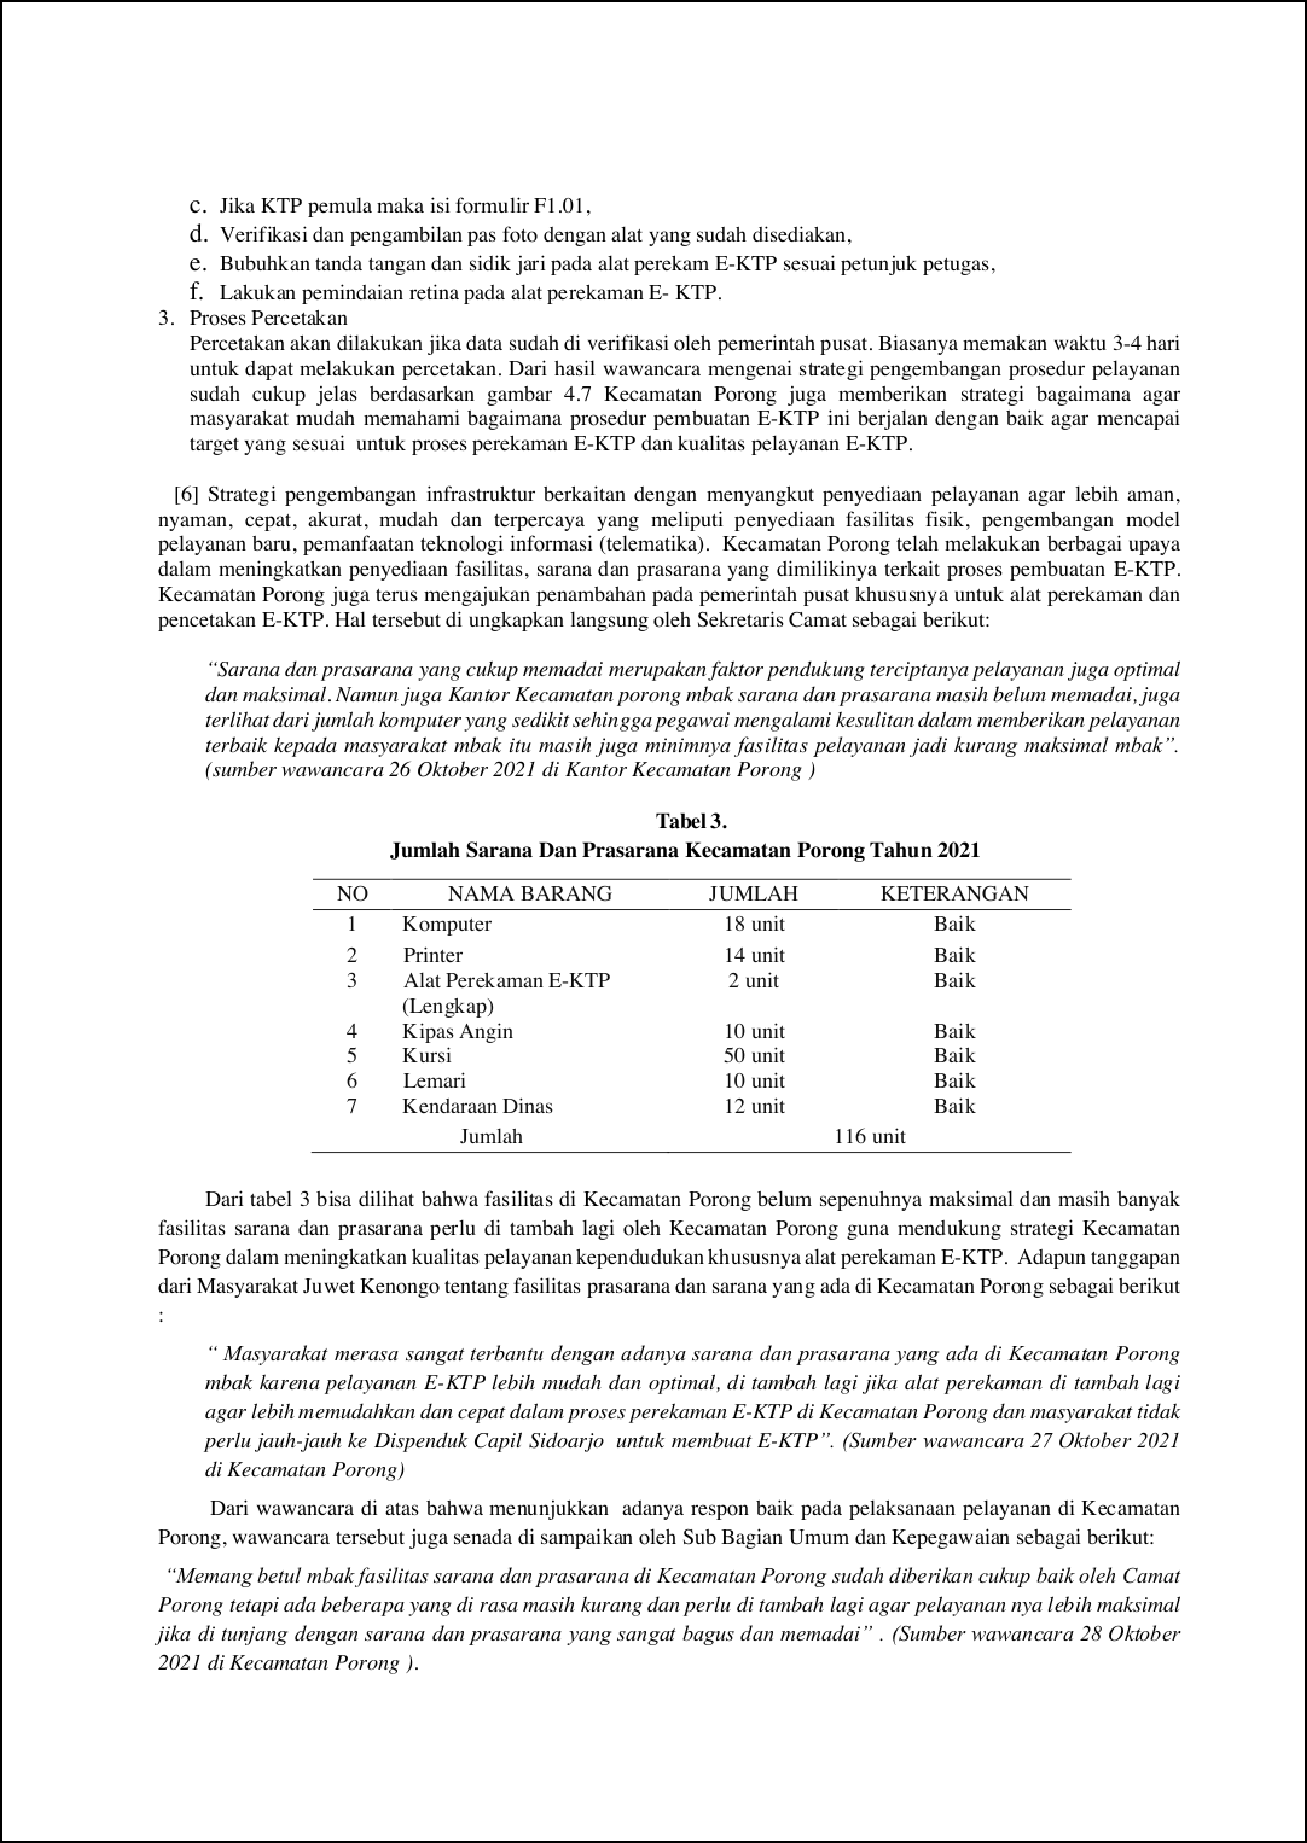 c. Jika KTP pemula maka isi formulir F1.01,
d. Verifikasi dan pengambilan pas foto dengan alat yang sudah disediakan,
e. Bubuhkan tanda tangan dan sidik jari pada alat perekam E-KTP sesuai petunjuk petugas,
f. Lakukan pemindaian retina pada alat perekaman E- KTP.
3. Proses Percetakan
Percetakan akan dilakukan jika data sudah di verifikasi oleh pemerintah pusat. Biasanya memakan waktu 3-4 hari
untuk dapat melakukan percetakan. Dari hasil wawancara mengenai strategi pengembangan prosedur pelayanan
sudah cukup jelas berdasarkan gambar 4.7 Kecamatan Porong juga memberikan strategi bagaimana agar
masyarakat mudah memahami bagaimana prosedur pembuatan E-KTP ini berjalan dengan baik agar mencapai
target yang sesuai  untuk proses perekaman E-KTP dan kualitas pelayanan E-KTP.
[6] Strategi pengembangan infrastruktur berkaitan dengan menyangkut penyediaan pelayanan agar lebih aman,
nyaman, cepat, akurat, mudah dan terpercaya yang meliputi penyediaan fasilitas fisik, pengembangan model
pelayanan baru, pemanfaatan teknologi informasi (telematika).  Kecamatan Porong telah melakukan berbagai upaya
dalam meningkatkan penyediaan fasilitas, sarana dan prasarana yang dimilikinya terkait proses pembuatan E-KTP.
Kecamatan Porong juga terus mengajukan penambahan pada pemerintah pusat khususnya untuk alat perekaman dan
pencetakan E-KTP. Hal tersebut di ungkapkan langsung oleh Sekretaris Camat sebagai berikut:
“Sarana dan prasarana yang cukup memadai merupakan faktor pendukung terciptanya pelayanan juga optimal
dan maksimal. Namun juga Kantor Kecamatan porong mbak sarana dan prasarana masih belum memadai, juga
terlihat dari jumlah komputer yang sedikit sehingga pegawai mengalami kesulitan dalam memberikan pelayanan
terbaik kepada masyarakat mbak itu masih juga minimnya fasilitas pelayanan jadi kurang maksimal mbak”.
(sumber wawancara 26 Oktober 2021 di Kantor Kecamatan Porong )
Tabel 3.
Jumlah Sarana Dan Prasarana Kecamatan Porong Tahun 2021
NO NAMA BARANG JUMLAH KETERANGAN
1 Komputer 18 unit Baik
2 Printer 14 unit Baik
3 Alat Perekaman E-KTP 2 unit Baik
(Lengkap)
4 Kipas Angin 10 unit Baik
5 Kursi 50 unit Baik
6 Lemari 10 unit Baik
7 Kendaraan Dinas 12 unit Baik
Jumlah 116 unit
Dari tabel 3 bisa dilihat bahwa fasilitas di Kecamatan Porong belum sepenuhnya maksimal dan masih banyak
fasilitas sarana dan prasarana perlu di tambah lagi oleh Kecamatan Porong guna mendukung strategi Kecamatan
Porong dalam meningkatkan kualitas pelayanan kependudukan khususnya alat perekaman E-KTP.  Adapun tanggapan
dari Masyarakat Juwet Kenongo tentang fasilitas prasarana dan sarana yang ada di Kecamatan Porong sebagai berikut
:
“ Masyarakat merasa sangat terbantu dengan adanya sarana dan prasarana yang ada di Kecamatan Porong
mbak karena pelayanan E-KTP lebih mudah dan optimal, di tambah lagi jika alat perekaman di tambah lagi
agar lebih memudahkan dan cepat dalam proses perekaman E-KTP di Kecamatan Porong dan masyarakat tidak
perlu jauh-jauh ke Dispenduk Capil Sidoarjo  untuk membuat E-KTP”. (Sumber wawancara 27 Oktober 2021
di Kecamatan Porong)
Dari wawancara di atas bahwa menunjukkan  adanya respon baik pada pelaksanaan pelayanan di Kecamatan
Porong, wawancara tersebut juga senada di sampaikan oleh Sub Bagian Umum dan Kepegawaian sebagai berikut:
“Memang betul mbak fasilitas sarana dan prasarana di Kecamatan Porong sudah diberikan cukup baik oleh Camat
Porong tetapi ada beberapa yang di rasa masih kurang dan perlu di tambah lagi agar pelayanan nya lebih maksimal
jika di tunjang dengan sarana dan prasarana yang sangat bagus dan memadai” . (Sumber wawancara 28 Oktober
2021 di Kecamatan Porong ).